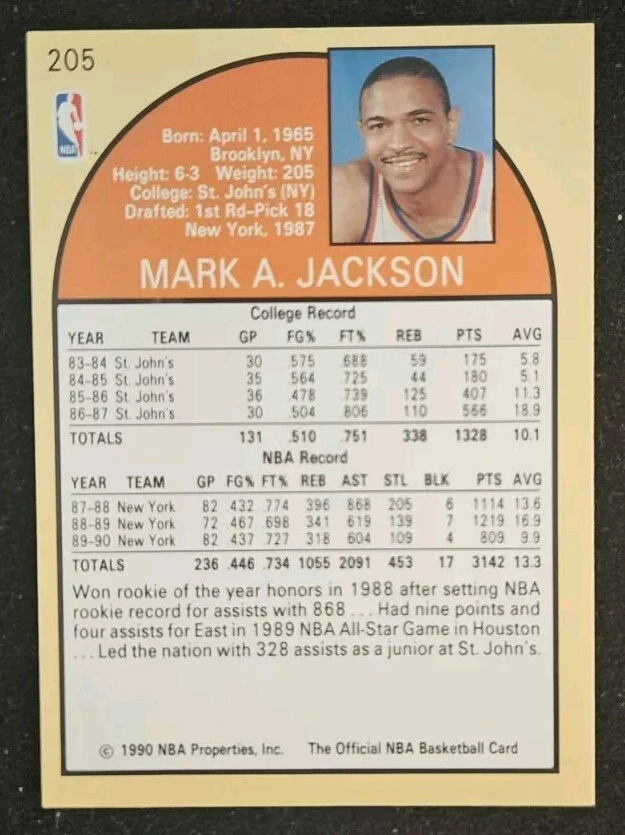 205
NBA
Born: April 1, 1965
Brooklyn, NY
Height: 6-3 Weight: 205
College: St. John's (NY)
Drafted: 1st Rd-Pick 18
New York, 1987
MARK A. JACKSON
College Record
YEAR TEAM GP FG% FT% REB PTS AVG
83-84 St. John's 30 .575 .688 59 175 5.8
84-85 St. John's 35 .564 .725 44 180 5.1
85-86 St. John's 36 .478 .739 125 407 11.3
86-87 St. John's 30 .504 .806 110 566 18.9
TOTALS 131 .510 .751 338 1328 10.1
NBA Record
YEAR TEAM GP FG% FT% REB AST STL BLK PTS AVG
87-88 New York 82 .432 .774 396 868 205 6 1114 13.6
88-89 New York 72 .467 .698 341 619 139 7 1219 16.9
89-90 New York 82 .437 .727 318 604 109 4 809 9.9
TOTALS 236 .446 .734 1055 2091 453 17 3142 13.3
Won rookie of the year honors in 1988 after setting NBA
rookie record for assists with 868 ... Had nine points and
four assists for East in 1989 NBA All-Star Game in Houston
... Led the nation with 328 assists as a junior at St. John's.
© 1990 NBA Properties, Inc. The Official NBA Basketball Card